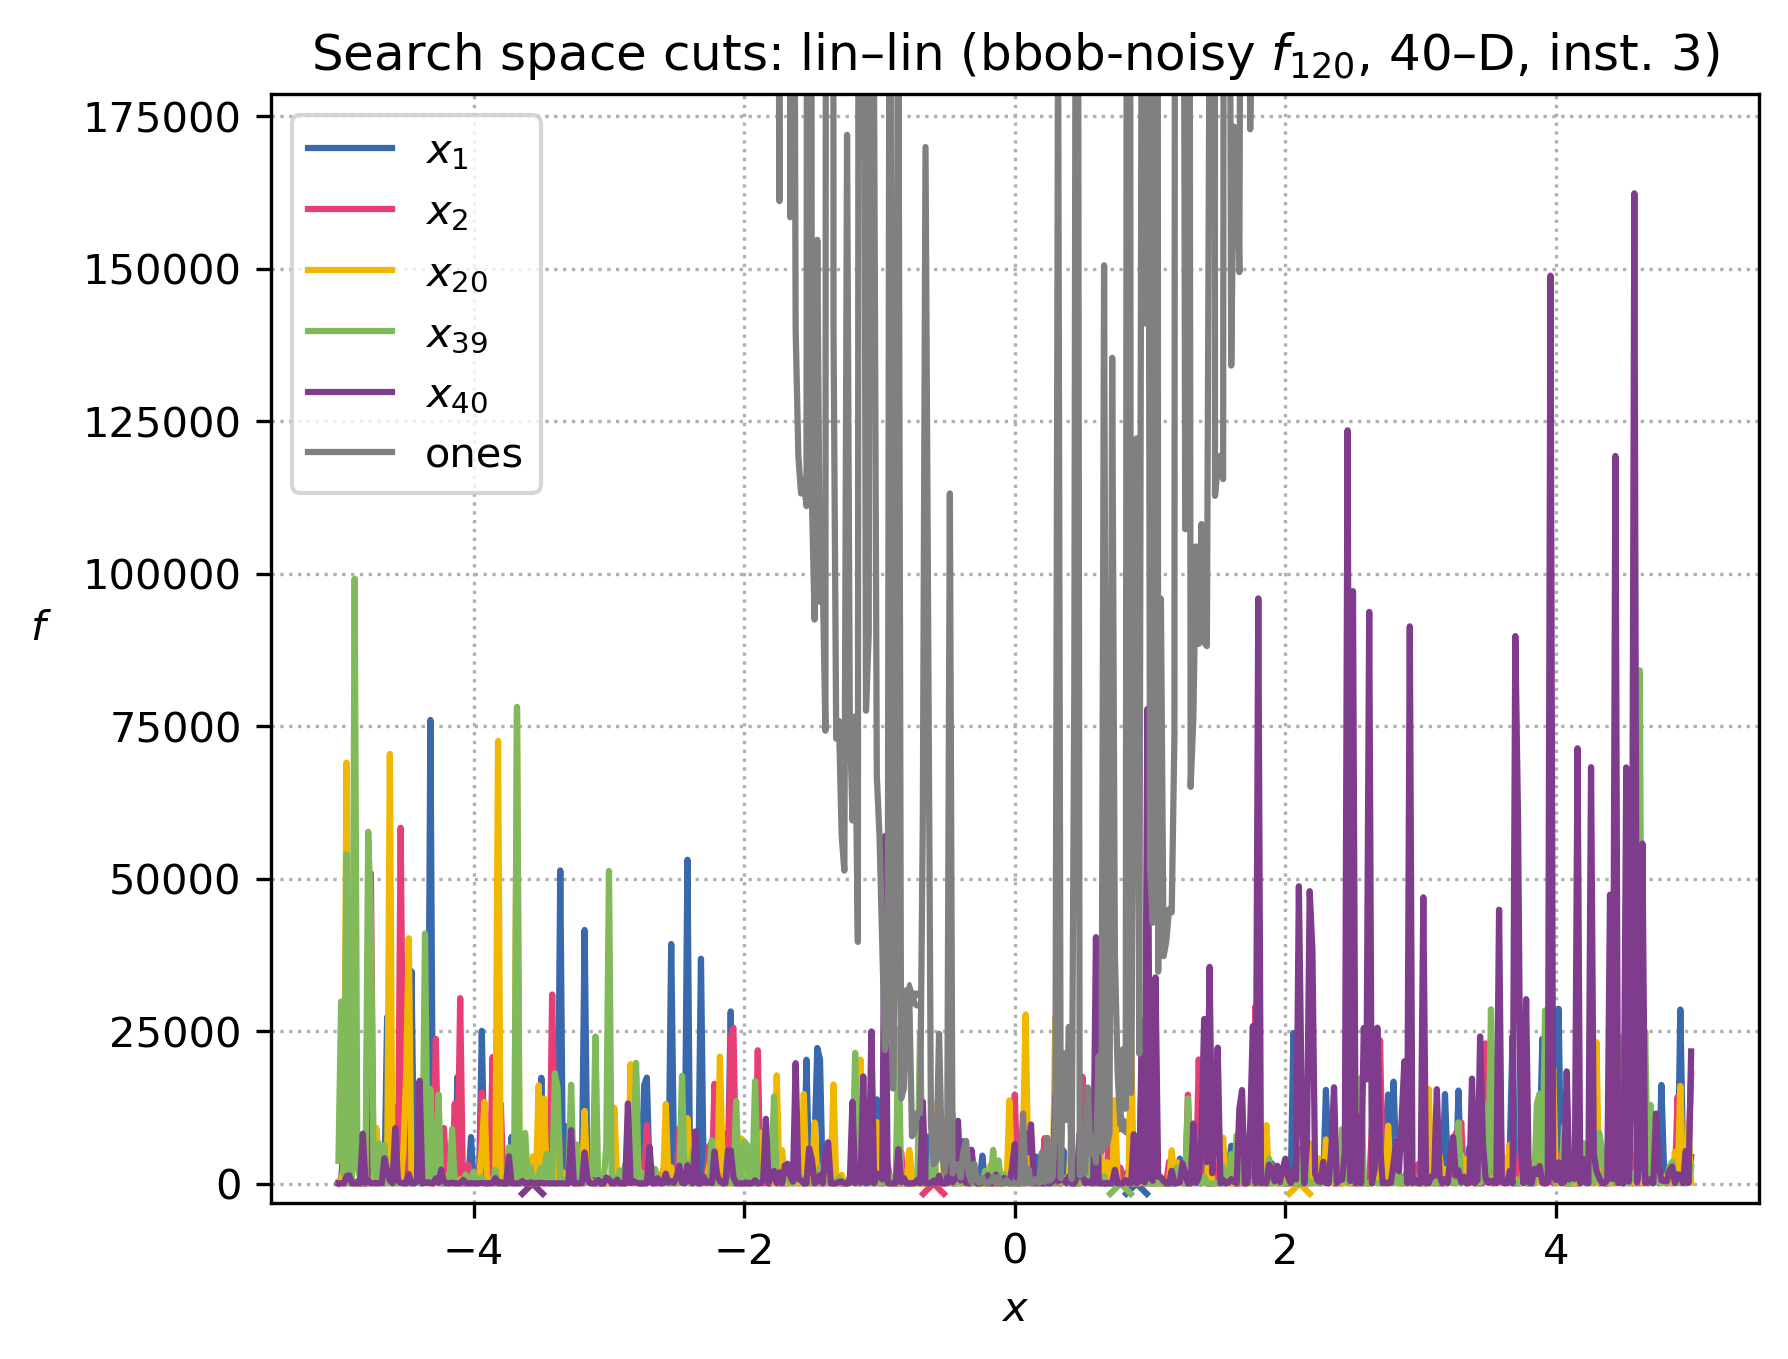 Search space cuts: lin–lin (bbob-noisy f₁₂₀, 40–D, inst. 3)
175000
150000
125000
100000
75000
50000
25000
0
f
x₁
x₂
x₂₀
x₃₉
x₄₀
ones
−4
−2
0
2
4
x